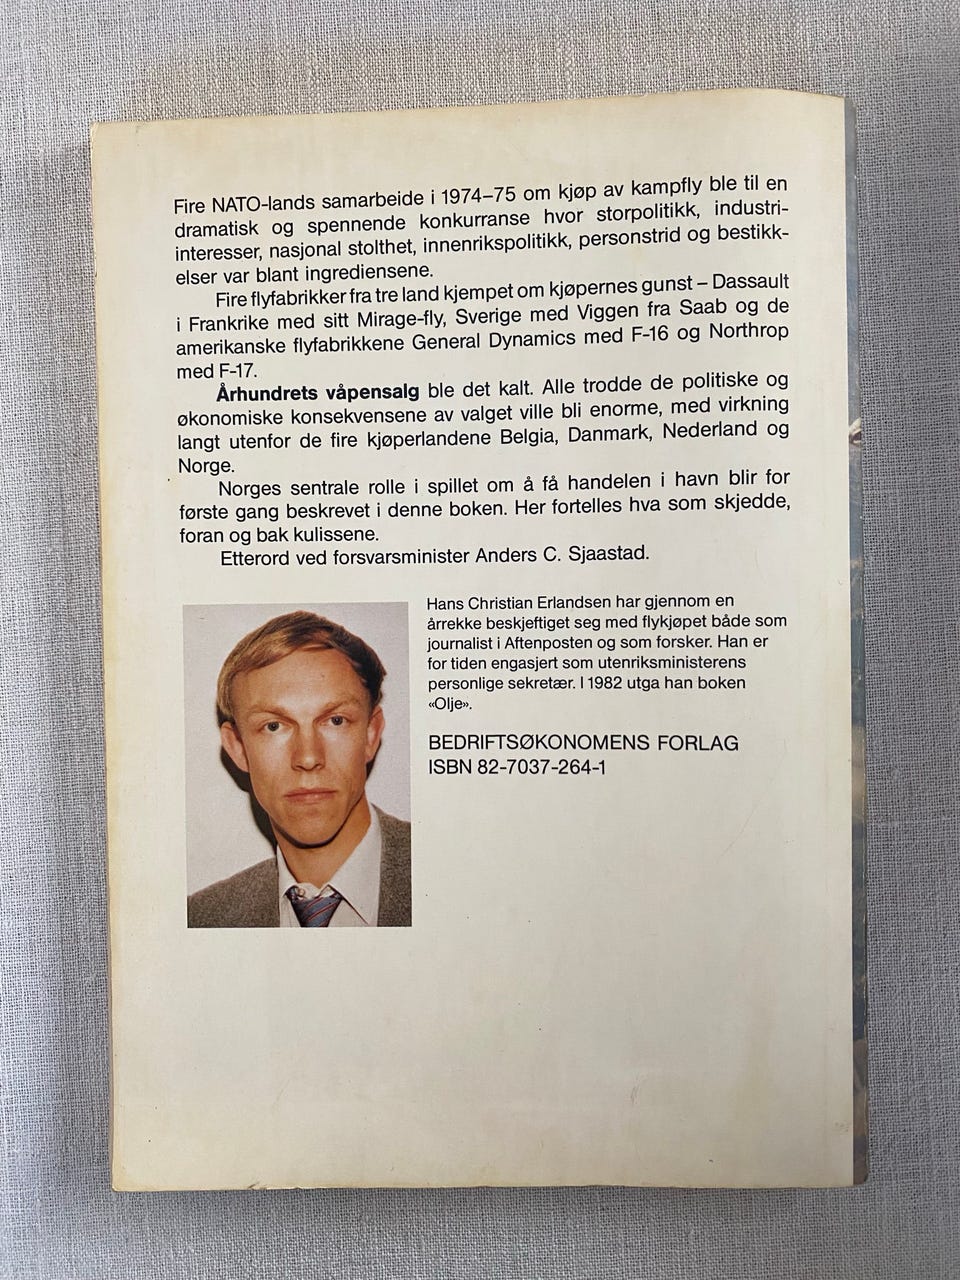 Fire NATO-lands samarbeide i 1974–75 om kjøp av kampfly ble til en
dramatisk og spennende konkurranse hvor storpolitikk, industri-
interesser, nasjonal stolthet, innenrikspolitikk, personstrid og bestikk-
elser var blant ingrediensene.
Fire flyfabrikker fra tre land kjempet om kjøpernes gunst – Dassault
i Frankrike med sitt Mirage-fly, Sverige med Viggen fra Saab og de
amerikanske flyfabrikkene General Dynamics med F-16 og Northrop
med F-17.
Århundrets våpensalg ble det kalt. Alle trodde de politiske og
økonomiske konsekvensene av valget ville bli enorme, med virkning
langt utenfor de fire kjøperlandene Belgia, Danmark, Nederland og
Norge.
Norges sentrale rolle i spillet om å få handelen i havn blir for
første gang beskrevet i denne boken. Her fortelles hva som skjedde,
foran og bak kulissene.
Etterord ved forsvarsminister Anders C. Sjaastad.
Hans Christian Erlandsen har gjennom en
årrekke beskjeftiget seg med flykjøpet både som
journalist i Aftenposten og som forsker. Han er
for tiden engasjert som utenriksministerens
personlige sekretær. I 1982 utga han boken
«Olje».
BEDRIFTSØKONOMENS FORLAG
ISBN 82-7037-264-1